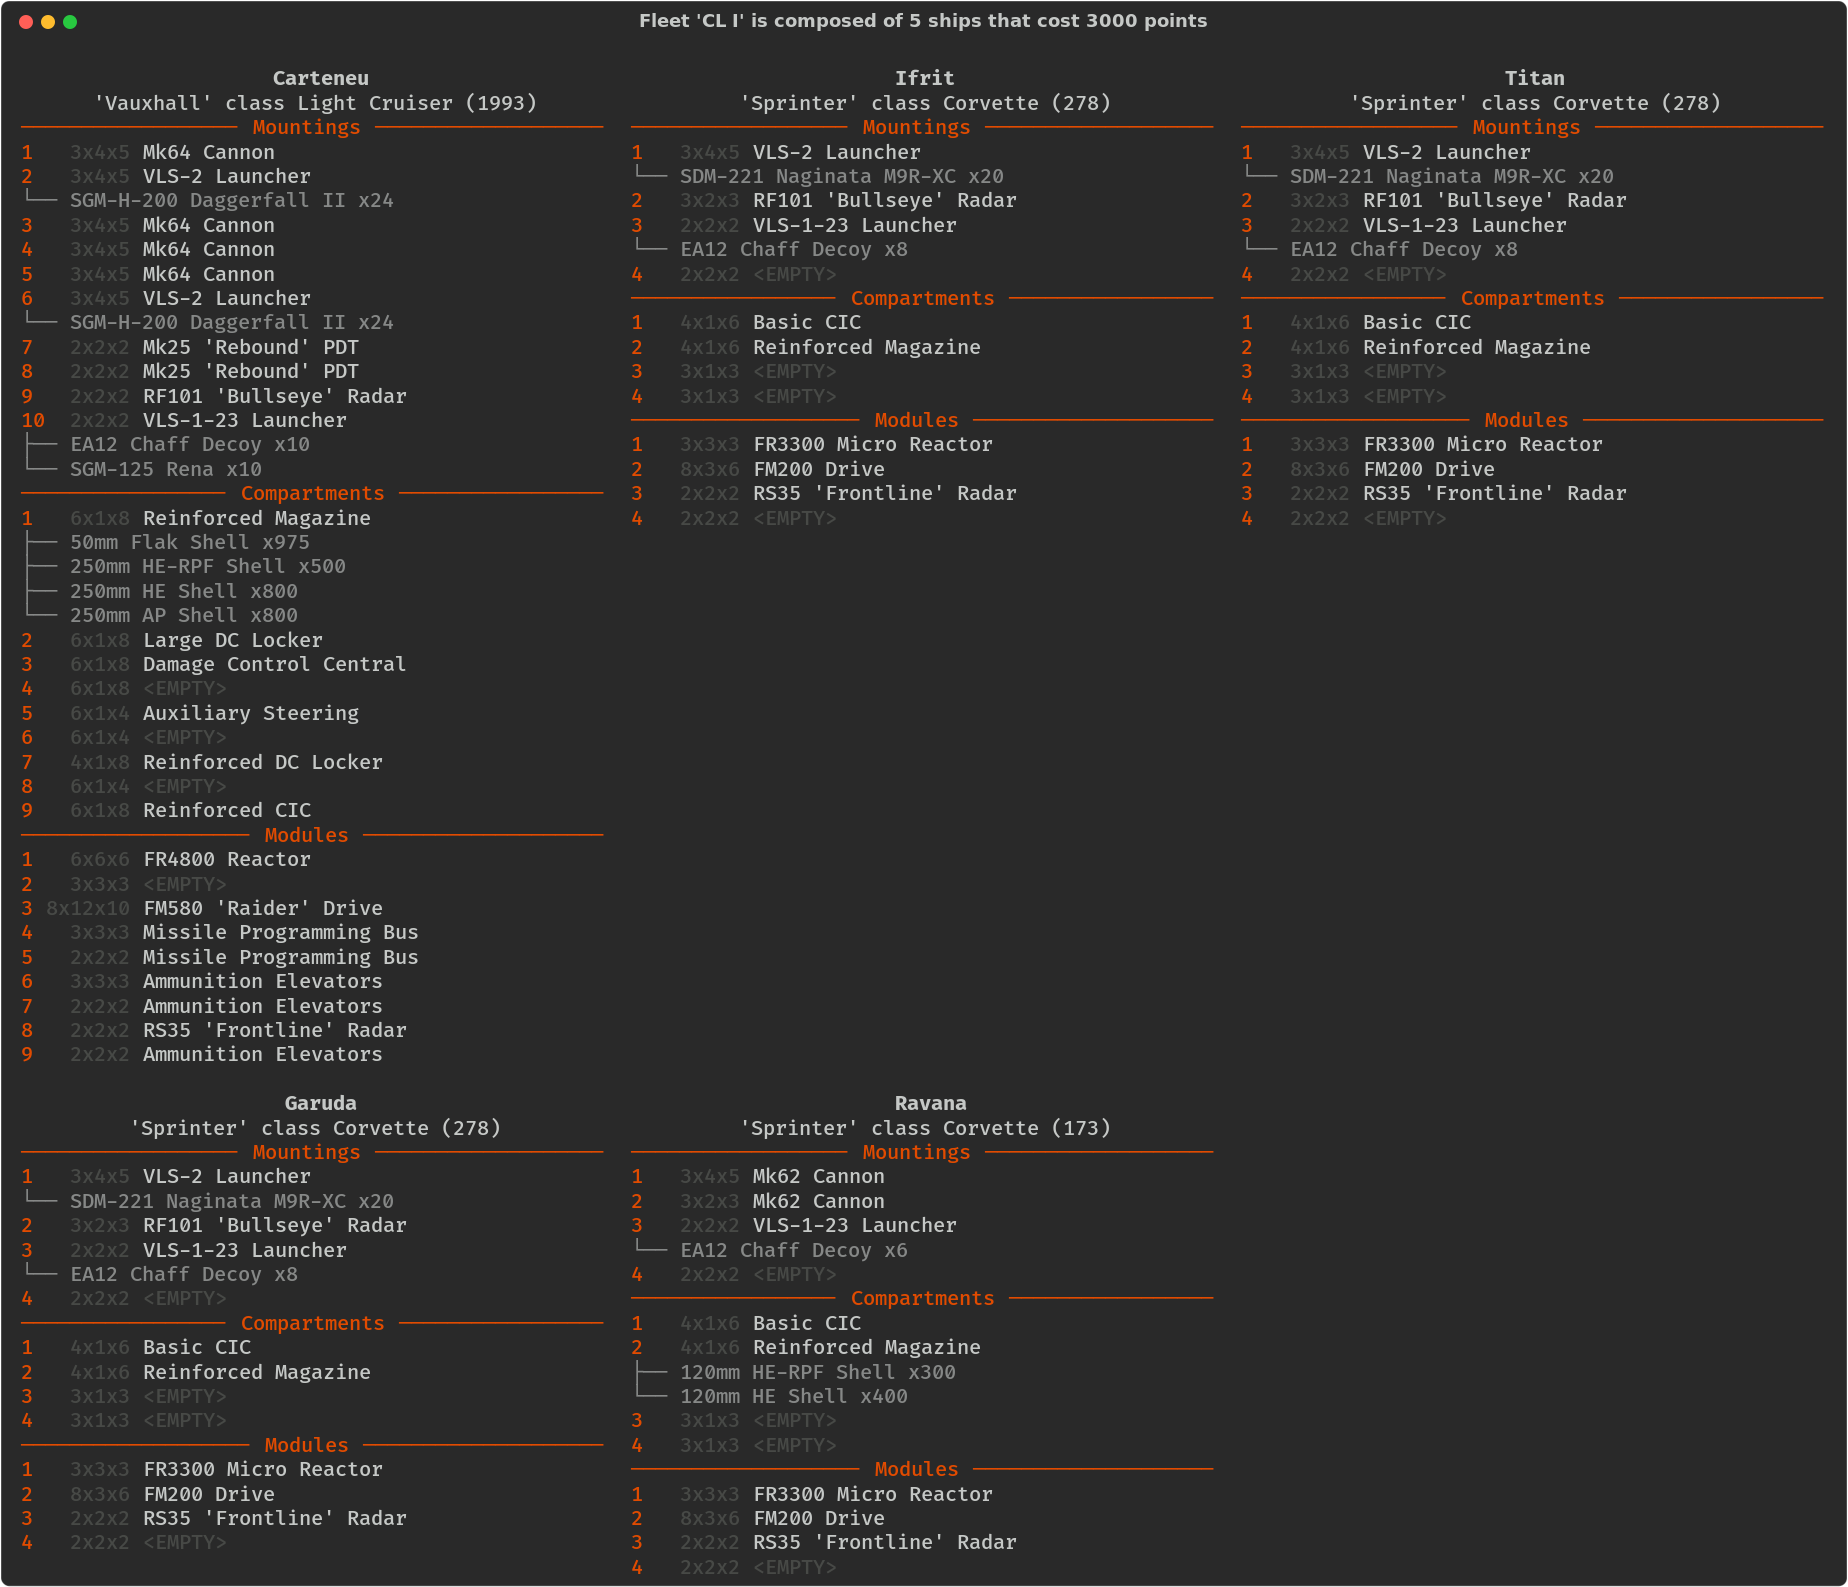 Fleet 'CL I' is composed of 5 ships that cost 3000 points
Carteneu
'Vauxhall' class Light Cruiser (1993)
Mountings
1 3x4x5 Mk64 Cannon
2 3x4x5 VLS-2 Launcher
SGM-H-200 Daggerfall II x24
3 3x4x5 Mk64 Cannon
4 3x4x5 Mk64 Cannon
5 3x4x5 Mk64 Cannon
6 3x4x5 VLS-2 Launcher
SGM-H-200 Daggerfall II x24
7 2x2x2 Mk25 'Rebound' PDT
8 2x2x2 Mk25 'Rebound' PDT
9 2x2x2 RF101 'Bullseye' Radar
10 2x2x2 VLS-1-23 Launcher
EA12 Chaff Decoy x10
SGM-125 Rena x10
Compartments
1 6x1x8 Reinforced Magazine
50mm Flak Shell x975
250mm HE-RPF Shell x500
250mm HE Shell x800
250mm AP Shell x800
2 6x1x8 Large DC Locker
3 6x1x8 Damage Control Central
4 6x1x8 <EMPTY>
5 6x1x4 Auxiliary Steering
6 6x1x4 <EMPTY>
7 4x1x8 Reinforced DC Locker
8 6x1x4 <EMPTY>
9 6x1x8 Reinforced CIC
Modules
1 6x6x6 FR4800 Reactor
2 3x3x3 <EMPTY>
3 8x12x10 FM580 'Raider' Drive
4 3x3x3 Missile Programming Bus
5 2x2x2 Missile Programming Bus
6 3x3x3 Ammunition Elevators
7 2x2x2 Ammunition Elevators
8 2x2x2 RS35 'Frontline' Radar
9 2x2x2 Ammunition Elevators
Ifrit
'Sprinter' class Corvette (278)
Mountings
1 3x4x5 VLS-2 Launcher
SDM-221 Naginata M9R-XC x20
2 3x2x3 RF101 'Bullseye' Radar
3 2x2x2 VLS-1-23 Launcher
EA12 Chaff Decoy x8
4 2x2x2 <EMPTY>
Compartments
1 4x1x6 Basic CIC
2 4x1x6 Reinforced Magazine
3 3x1x3 <EMPTY>
4 3x1x3 <EMPTY>
Modules
1 3x3x3 FR3300 Micro Reactor
2 8x3x6 FM200 Drive
3 2x2x2 RS35 'Frontline' Radar
4 2x2x2 <EMPTY>
Titan
'Sprinter' class Corvette (278)
Mountings
1 3x4x5 VLS-2 Launcher
SDM-221 Naginata M9R-XC x20
2 3x2x3 RF101 'Bullseye' Radar
3 2x2x2 VLS-1-23 Launcher
EA12 Chaff Decoy x8
4 2x2x2 <EMPTY>
Compartments
1 4x1x6 Basic CIC
2 4x1x6 Reinforced Magazine
3 3x1x3 <EMPTY>
4 3x1x3 <EMPTY>
Modules
1 3x3x3 FR3300 Micro Reactor
2 8x3x6 FM200 Drive
3 2x2x2 RS35 'Frontline' Radar
4 2x2x2 <EMPTY>
Garuda
'Sprinter' class Corvette (278)
Mountings
1 3x4x5 VLS-2 Launcher
SDM-221 Naginata M9R-XC x20
2 3x2x3 RF101 'Bullseye' Radar
3 2x2x2 VLS-1-23 Launcher
EA12 Chaff Decoy x8
4 2x2x2 <EMPTY>
Compartments
1 4x1x6 Basic CIC
2 4x1x6 Reinforced Magazine
3 3x1x3 <EMPTY>
4 3x1x3 <EMPTY>
Modules
1 3x3x3 FR3300 Micro Reactor
2 8x3x6 FM200 Drive
3 2x2x2 RS35 'Frontline' Radar
4 2x2x2 <EMPTY>
Ravana
'Sprinter' class Corvette (173)
Mountings
1 3x4x5 Mk62 Cannon
2 3x2x3 Mk62 Cannon
3 2x2x2 VLS-1-23 Launcher
EA12 Chaff Decoy x6
4 2x2x2 <EMPTY>
Compartments
1 4x1x6 Basic CIC
2 4x1x6 Reinforced Magazine
120mm HE-RPF Shell x300
120mm HE Shell x400
3 3x1x3 <EMPTY>
4 3x1x3 <EMPTY>
Modules
1 3x3x3 FR3300 Micro Reactor
2 8x3x6 FM200 Drive
3 2x2x2 RS35 'Frontline' Radar
4 2x2x2 <EMPTY>